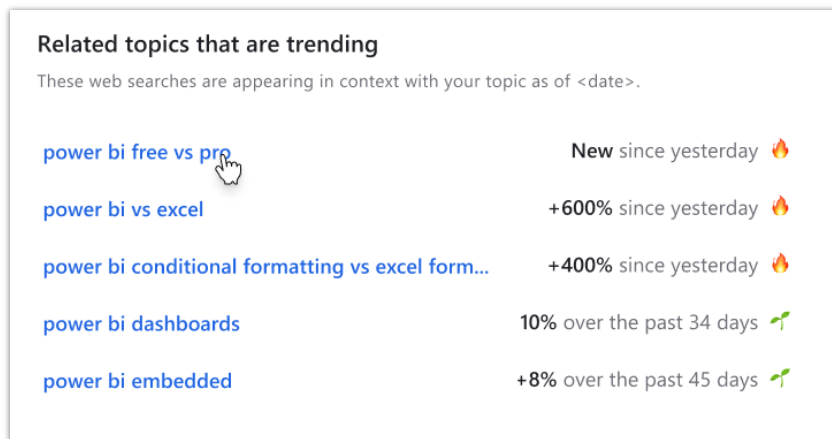 Related topics that are trending
These web searches are appearing in context with your topic as of <date>.
power bi free vs pro New since yesterday 🔥
power bi vs excel +600% since yesterday 🔥
power bi conditional formatting vs excel form... +400% since yesterday 🔥
power bi dashboards 10% over the past 34 days 🌱
power bi embedded +8% over the past 45 days 🌱